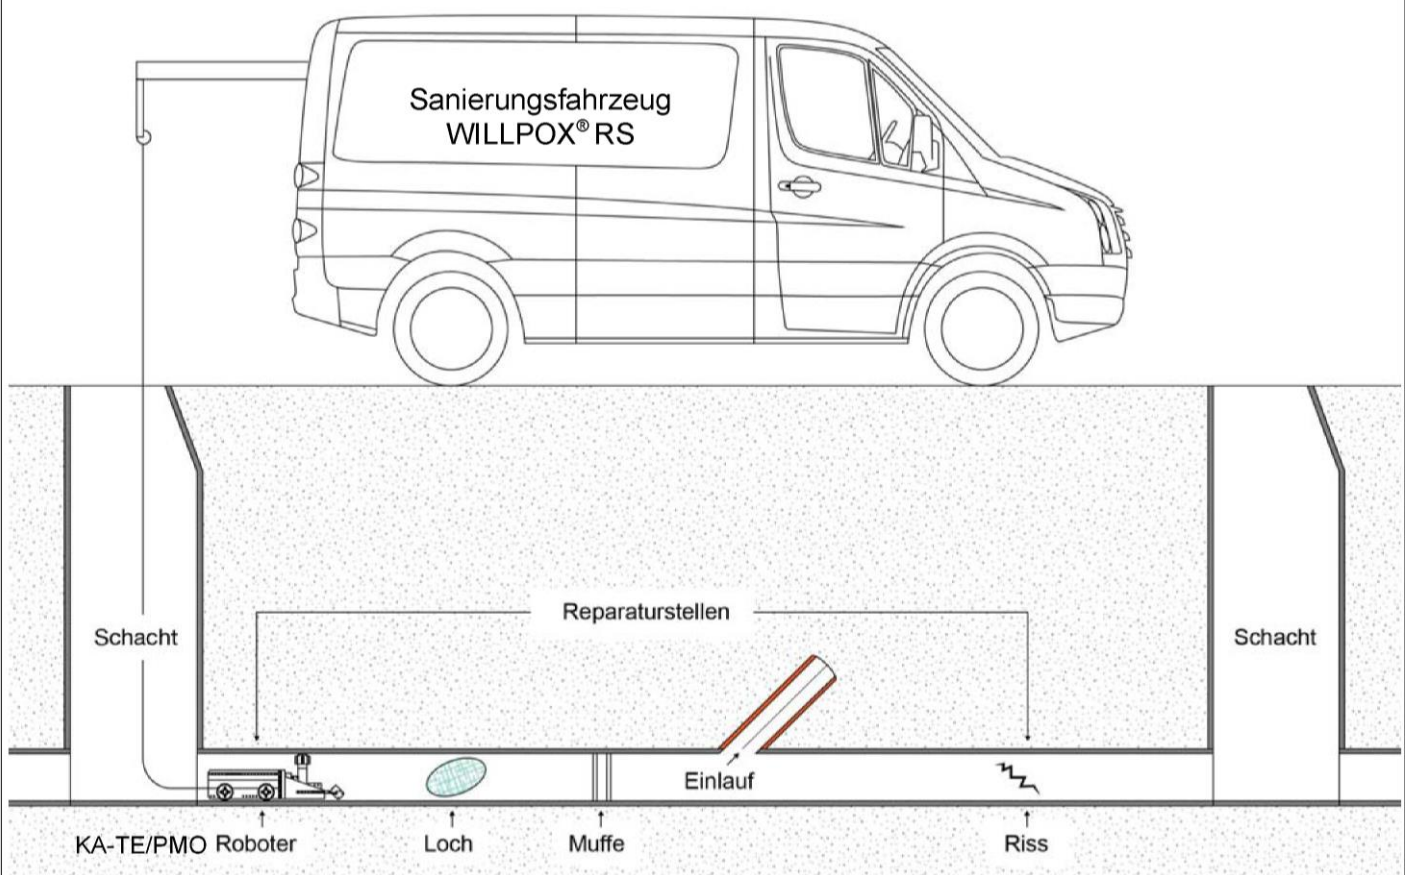 Sanierungsfahrzeug
WILLPOX® RS
Reparaturstellen
Schacht
Schacht
Einlauf
KA-TE/PMO Roboter
Loch
Muffe
Riss